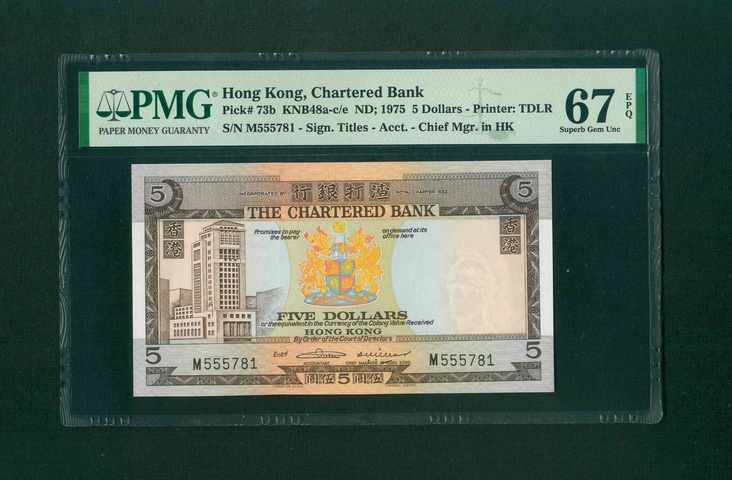 PMG®
PAPER MONEY GUARANTY
Hong Kong, Chartered Bank
Pick# 73b KNB48a-c/e ND; 1975 5 Dollars - Printer: TDLR
S/N M555781 - Sign. Titles - Acct. - Chief Mgr. in HK
67 EPQ
Superb Gem Unc
5
INCORPORATED BY 行銀打渣 ROYAL CHARTER 1853
5
THE CHARTERED BANK
香港
Promises to pay the bearer
on demand at its office here
香港
FIVE DOLLARS
or the equivalent in the Currency of the Colony, Value Received
HONG KONG
By Order of the Court of Directors
Entd
M555781
ACCOUNTANT
M555781
5
圓伍5圓伍
5